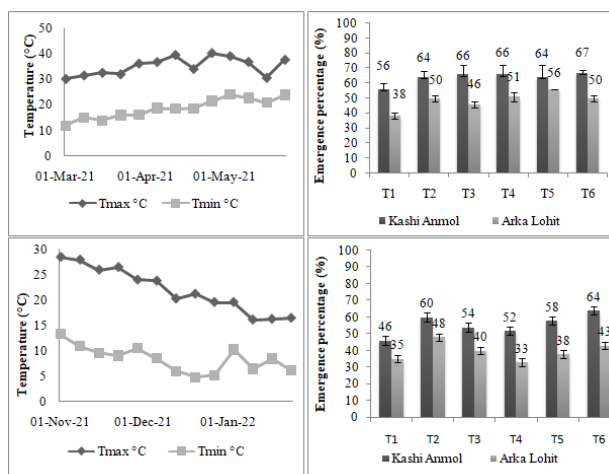 Temperature (°C)
50
40
30
20
10
0
01-Mar-21 01-Apr-21 01-May-21
Tmax °C Tmin °C
Emergence percentage (%)
100
90
80
70
60
50
40
30
20
10
0
56 38 64 50 66 46 66 51 64 56 67 50
T1 T2 T3 T4 T5 T6
Kashi Anmol Arka Lohit
Temperature (°C)
30
25
20
15
10
5
0
01-Nov-21 01-Dec-21 01-Jan-22
Tmax °C Tmin °C
Emergence percentage (%)
100
90
80
70
60
50
40
30
20
10
0
46 35 60 48 54 40 52 33 58 38 64 43
T1 T2 T3 T4 T5 T6
Kashi Anmol Arka Lohit